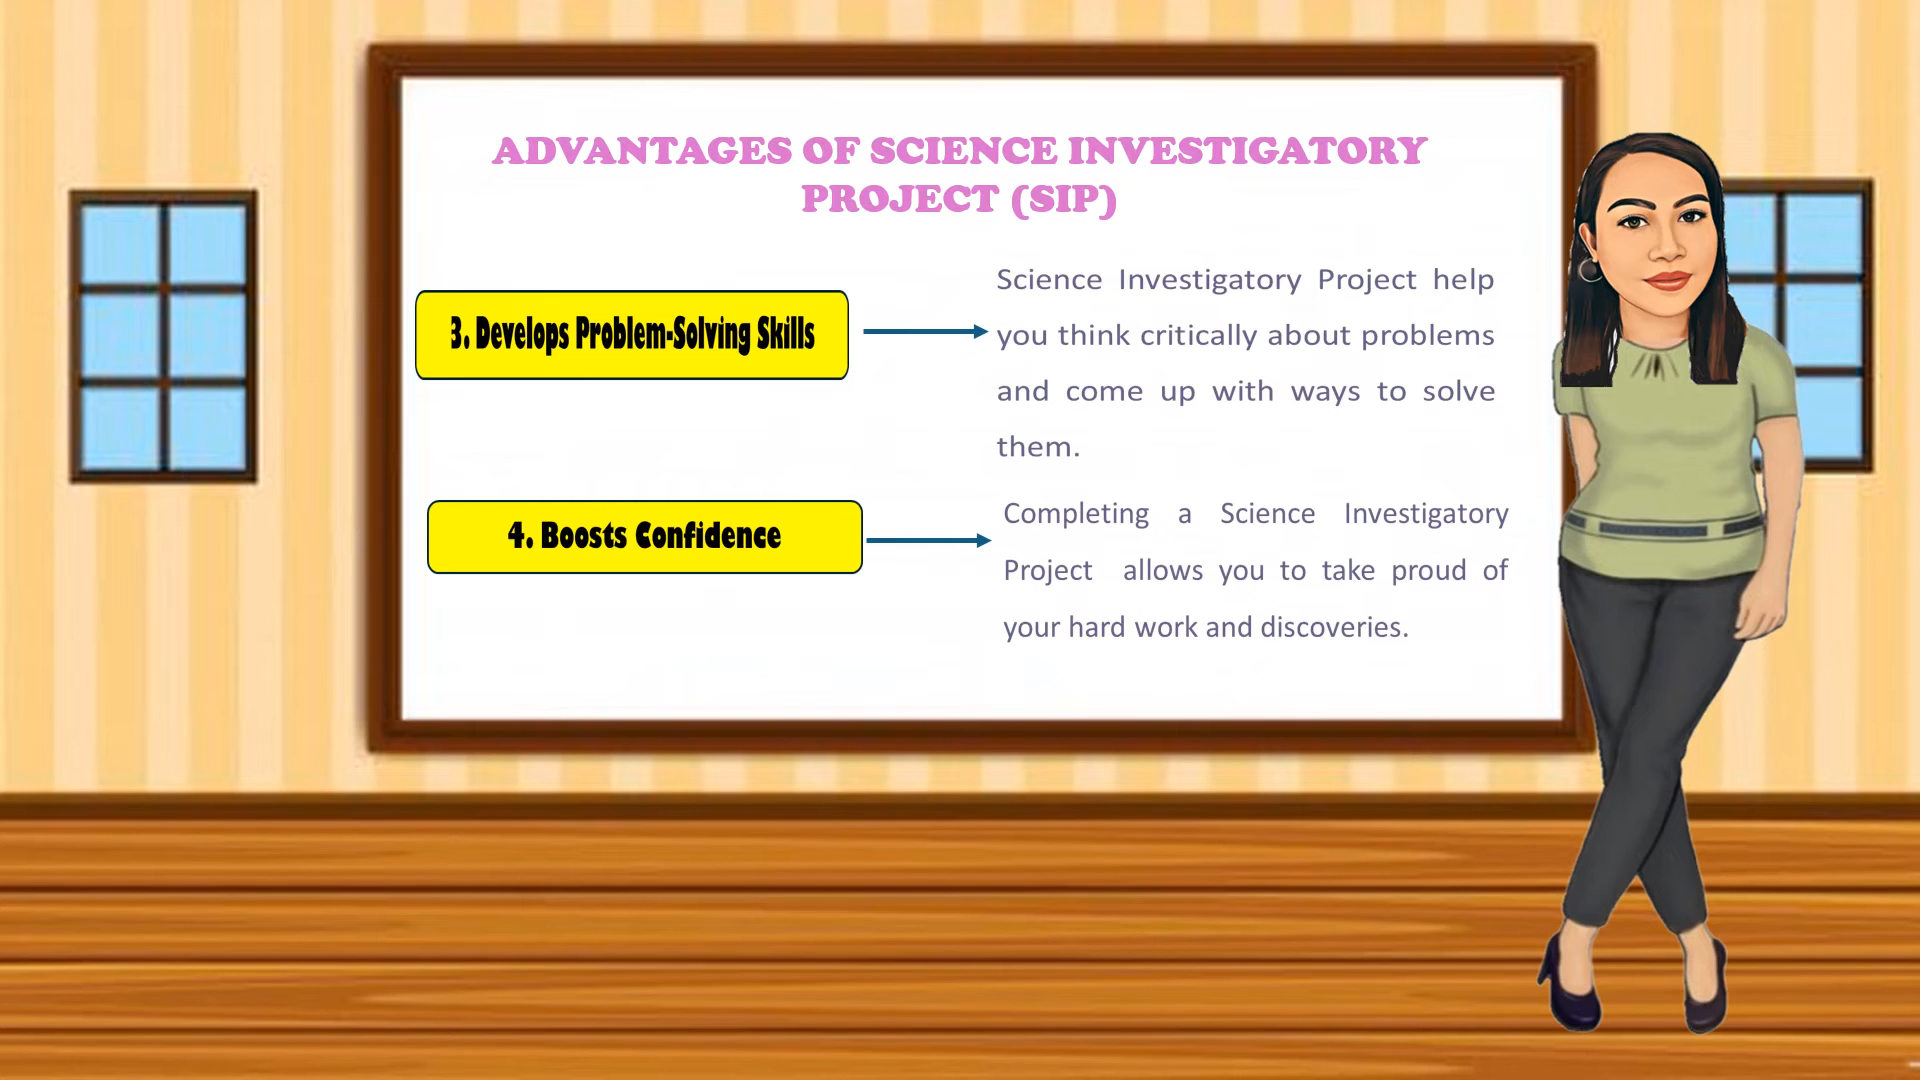 ADVANTAGES OF SCIENCE INVESTIGATORY
PROJECT (SIP)
3. Develops Problem-Solving Skills
Science Investigatory Project help
you think critically about problems
and come up with ways to solve
them.
4. Boosts Confidence
Completing a Science Investigatory
Project allows you to take proud of
your hard work and discoveries.